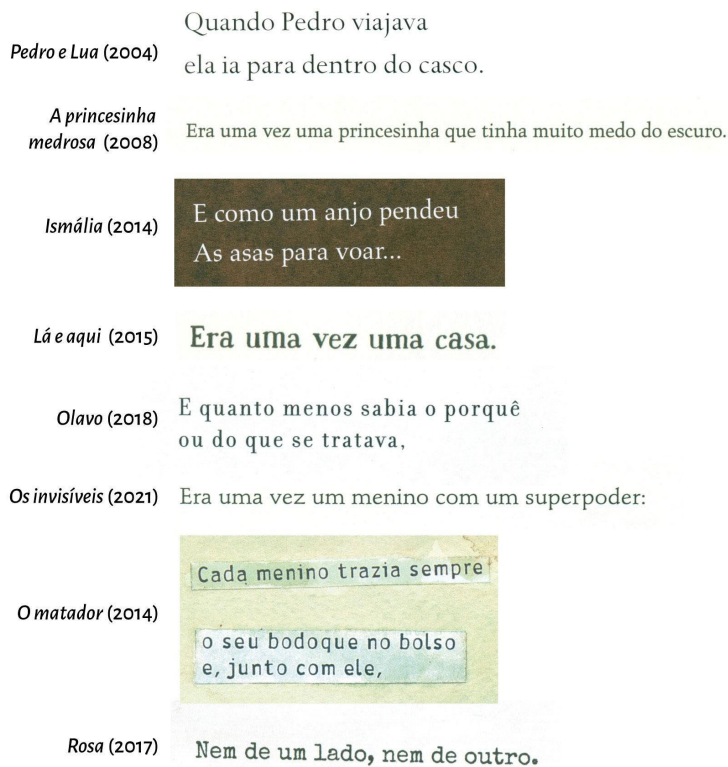 Quando Pedro viajava
Pedro e Lua (2004)
ela ia para dentro do casco.
A princesinha
medrosa (2008)
Era uma vez uma princesinha que tinha muito medo do escuro.
Ismália (2014)
E como um anjo pendeu
As asas para voar...
Lá e aqui (2015)
Era uma vez uma casa.
Olavo (2018)
E quanto menos sabia o porquê
ou do que se tratava,
Os invisíveis (2021)
Era uma vez um menino com um superpoder:
O matador (2014)
Cada menino trazia sempre
o seu bodoque no bolso
e, junto com ele,
Rosa (2017)
Nem de um lado, nem de outro.